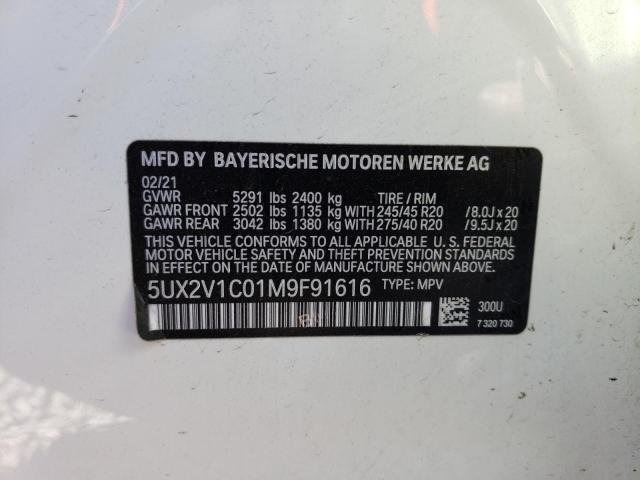 MFD BY BAYERISCHE MOTOREN WERKE AG
02/21
GVWR 5291 lbs 2400 kg TIRE / RIM
GAWR FRONT 2502 lbs 1135 kg WITH 245/45 R20 /8.0J x 20
GAWR REAR 3042 lbs 1380 kg WITH 275/40 R20 /9.5J x 20
THIS VEHICLE CONFORMS TO ALL APPLICABLE U. S. FEDERAL
MOTOR VEHICLE SAFETY AND THEFT PREVENTION STANDARDS
IN EFFECT ON THE DATE OF MANUFACTURE SHOWN ABOVE.
5UX2V1C01M9F91616 TYPE: MPV
300U
7 320 730